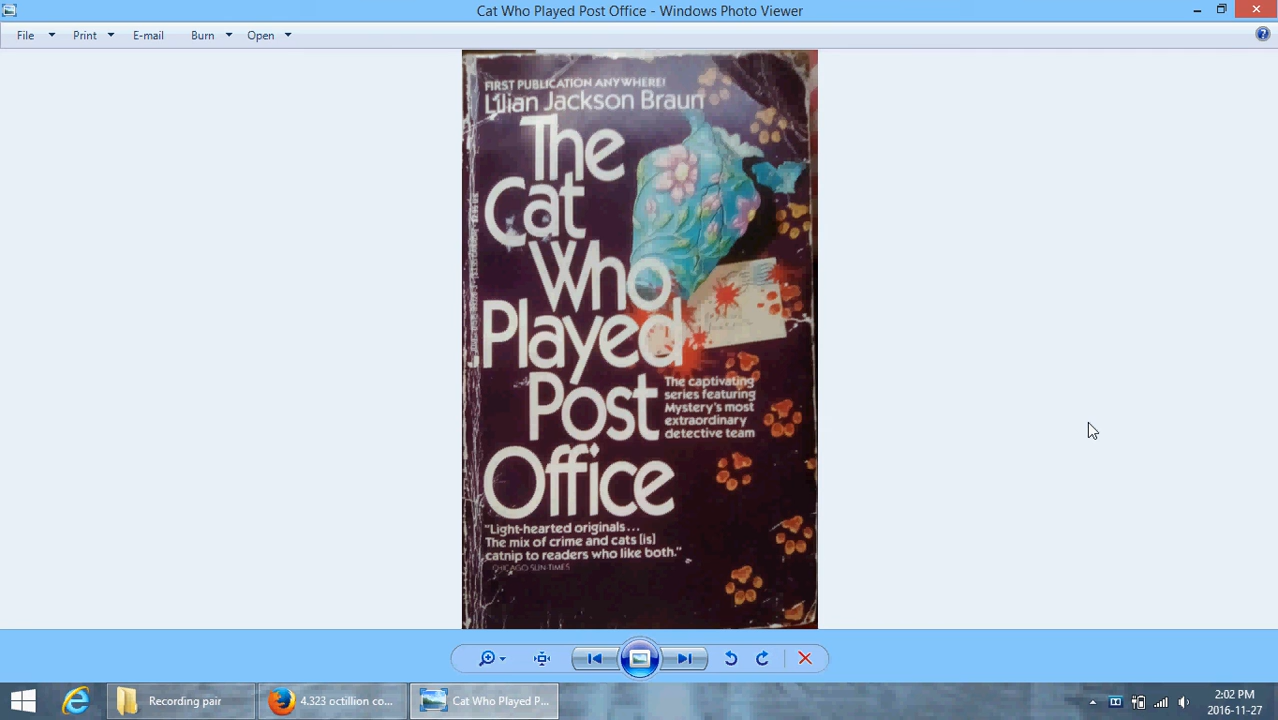 Cat Who Played Post Office - Windows Photo Viewer
File Print E-mail Burn Open
FIRST PUBLICATION ANYWHERE!
Lilian Jackson Braun
The
Cat
Who
Played
Post
Office
The captivating
series featuring
Mystery's most
extraordinary
detective team
"Light-hearted originals...
The mix of crime and cats [is]
catnip to readers who like both."
CHICAGO SUN-TIMES
Recording pair
4.323 octillion co...
Cat Who Played P...
2:02 PM
2016-11-27